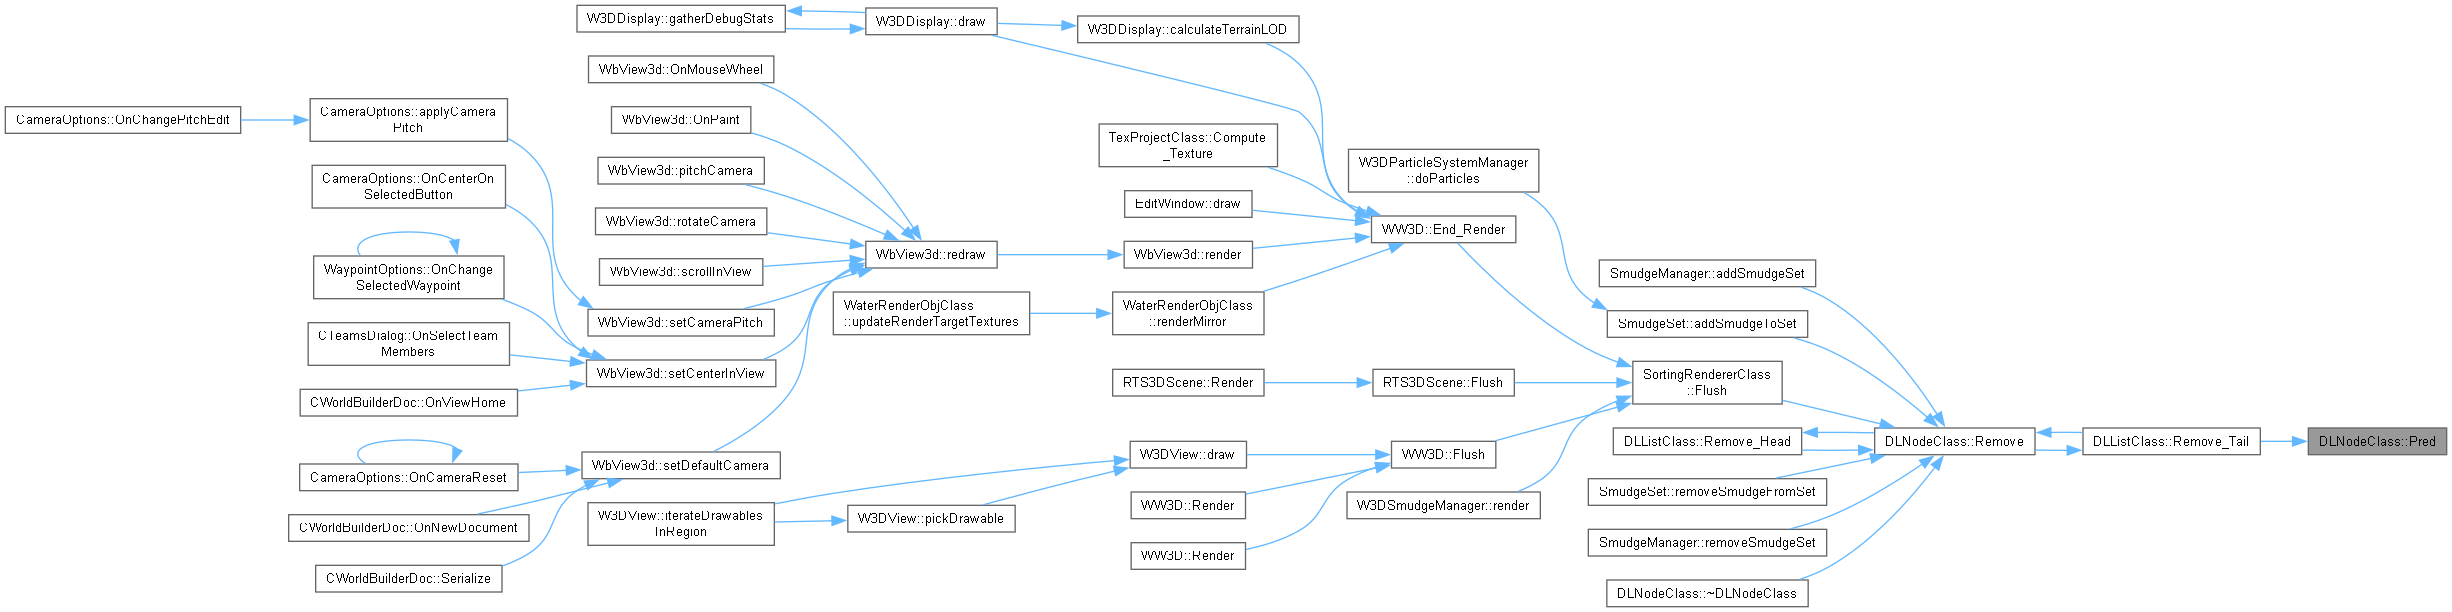 W3DDisplay::gatherDebugStats
W3DDisplay::draw
W3DDisplay::calculateTerrainLOD
WbView3d::OnMouseWheel
CameraOptions::OnChangePitchEdit
CameraOptions::applyCamera
Pitch
WbView3d::OnPaint
TexProjectClass::Compute
_Texture
W3DParticleSystemManager
::doParticles
WbView3d::pitchCamera
CameraOptions::OnCenterOn
SelectedButton
EditWindow::draw
WbView3d::rotateCamera
WW3D::End_Render
WbView3d::redraw
WbView3d::render
WaypointOptions::OnChange
SelectedWaypoint
WbView3d::scrollInView
SmudgeManager::addSmudgeSet
WaterRenderObjClass
::updateRenderTargetTextures
WaterRenderObjClass
::renderMirror
WbView3d::setCameraPitch
SmudgeSet::addSmudgeToSet
CTeamsDialog::OnSelectTeam
Members
WbView3d::setCenterInView
RTS3DScene::Render
RTS3DScene::Flush
SortingRendererClass
::Flush
CWorldBuilderDoc::OnViewHome
DLListClass::Remove_Head
DLNodeClass::Remove
DLListClass::Remove_Tail
DLNodeClass::Pred
W3DView::draw
WW3D::Flush
CameraOptions::OnCameraReset
WbView3d::setDefaultCamera
SmudgeSet::removeSmudgeFromSet
WW3D::Render
W3DSmudgeManager::render
CWorldBuilderDoc::OnNewDocument
W3DView::iterateDrawables
InRegion
W3DView::pickDrawable
SmudgeManager::removeSmudgeSet
WW3D::Render
CWorldBuilderDoc::Serialize
DLNodeClass::~DLNodeClass